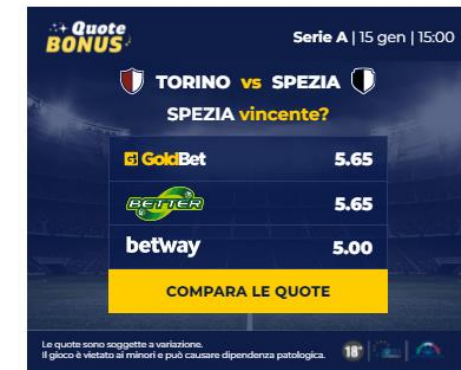 Quote
BONUS
Serie A | 15 gen | 15:00
TORINO vs SPEZIA
SPEZIA vincente?
GoldBet 5.65
BETTER 5.65
betway 5.00
COMPARA LE QUOTE
Le quote sono soggette a variazione.
Il gioco è vietato ai minori e può causare dipendenza patologica.
18+